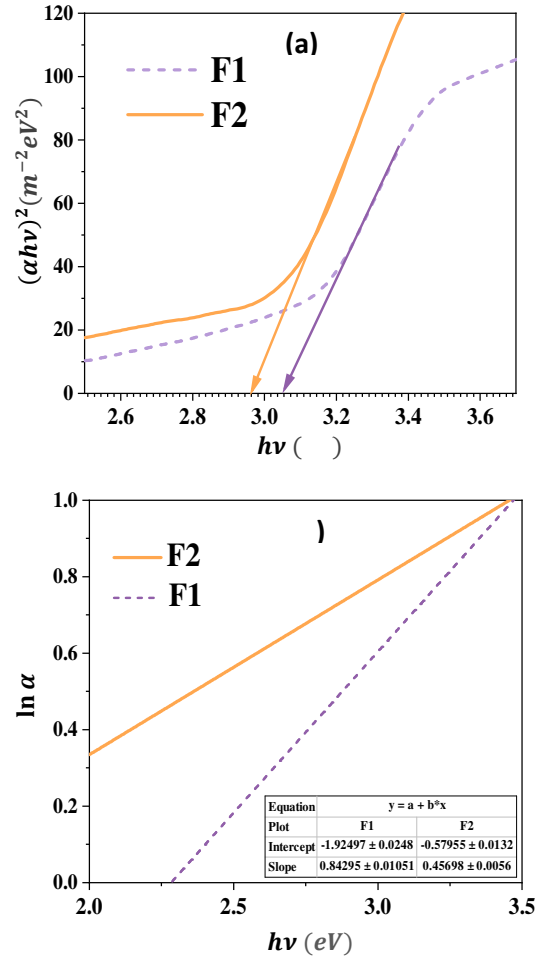 (a)
F1
F2
(αhν)² (m⁻²eV²)
120
100
80
60
40
20
0
2.6 2.8 3.0 3.2 3.4 3.6
hν ( )
)
F2
F1
ln α
1.0
0.8
0.6
0.4
0.2
0.0
Equation y = a + b*x
Plot F1 F2
Intercept -1.92497 ± 0.0248 -0.57955 ± 0.0132
Slope 0.84295 ± 0.01051 0.45698 ± 0.0056
2.0 2.5 3.0 3.5
hν (eV)